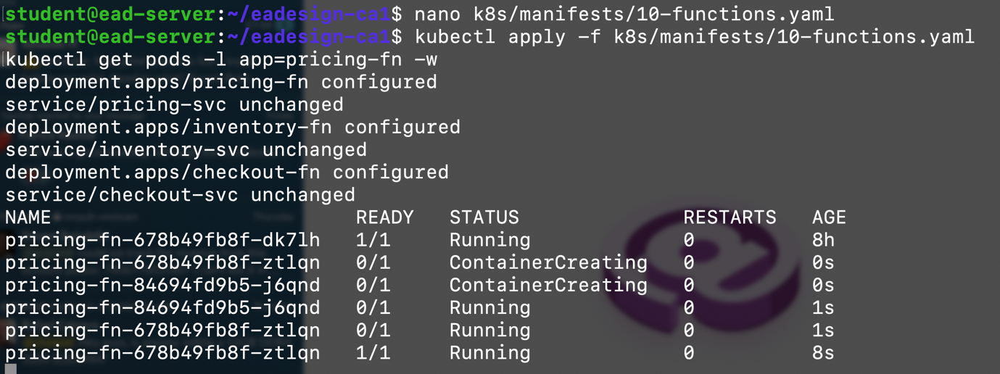 student@ead-server:~/eadesign-ca1$ nano k8s/manifests/10-functions.yaml
student@ead-server:~/eadesign-ca1$ kubectl apply -f k8s/manifests/10-functions.yaml
kubectl get pods -l app=pricing-fn -w
deployment.apps/pricing-fn configured
service/pricing-svc unchanged
deployment.apps/inventory-fn configured
service/inventory-svc unchanged
deployment.apps/checkout-fn configured
service/checkout-svc unchanged
NAME READY STATUS RESTARTS AGE
pricing-fn-678b49fb8f-dk7lh 1/1 Running 0 8h
pricing-fn-678b49fb8f-ztlqn 0/1 ContainerCreating 0 0s
pricing-fn-84694fd9b5-j6qnd 0/1 ContainerCreating 0 0s
pricing-fn-84694fd9b5-j6qnd 0/1 Running 0 1s
pricing-fn-678b49fb8f-ztlqn 0/1 Running 0 1s
pricing-fn-678b49fb8f-ztlqn 1/1 Running 0 8s